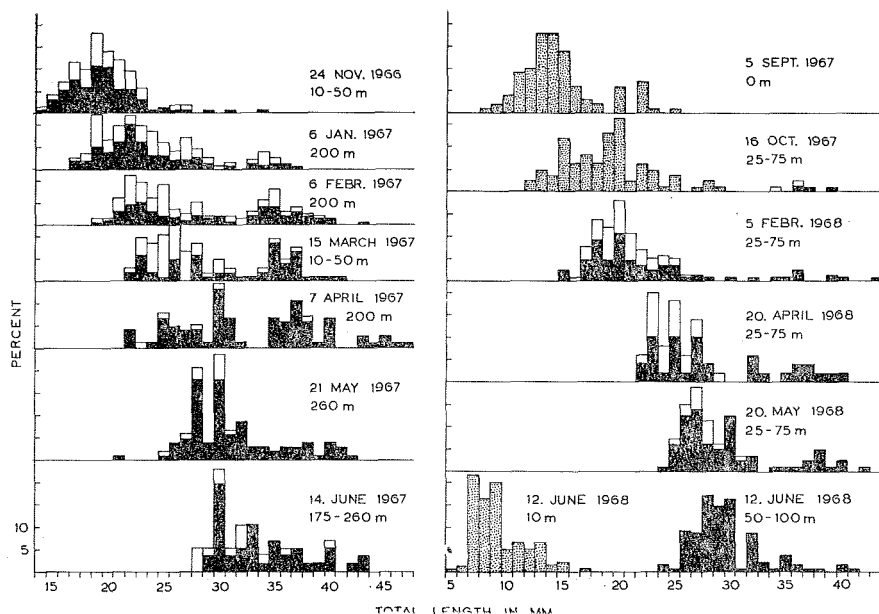 24 NOV. 1966
10-50 m
6 JAN. 1967
200 m
6 FEBR. 1967
200 m
15 MARCH 1967
10-50 m
7 APRIL 1967
200 m
21 MAY 1967
260 m
14. JUNE 1967
175-260 m
PERCENT
10
5
15 20 25 30 35 40 45
5 SEPT. 1967
0 m
16 OCT. 1967
25-75 m
5 FEBR. 1968
25-75 m
20. APRIL 1968
25-75 m
20. MAY 1968
25-75 m
12. JUNE 1968
10 m
12. JUNE 1968
50-100 m
5 10 15 20 25 30 35 40
TOTAL LENGTH IN MM